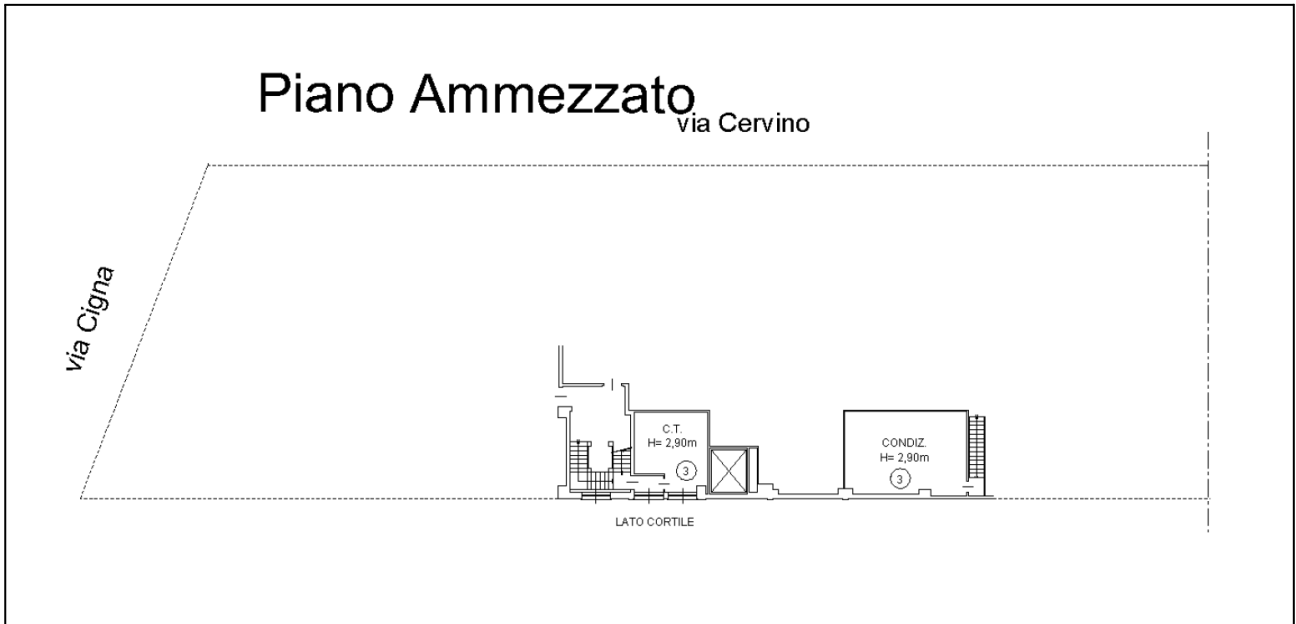 Piano Ammezzato
via Cervino
via Cigna
C.T.
H= 2,90m
3
CONDIZ.
H= 2,90m
3
LATO CORTILE